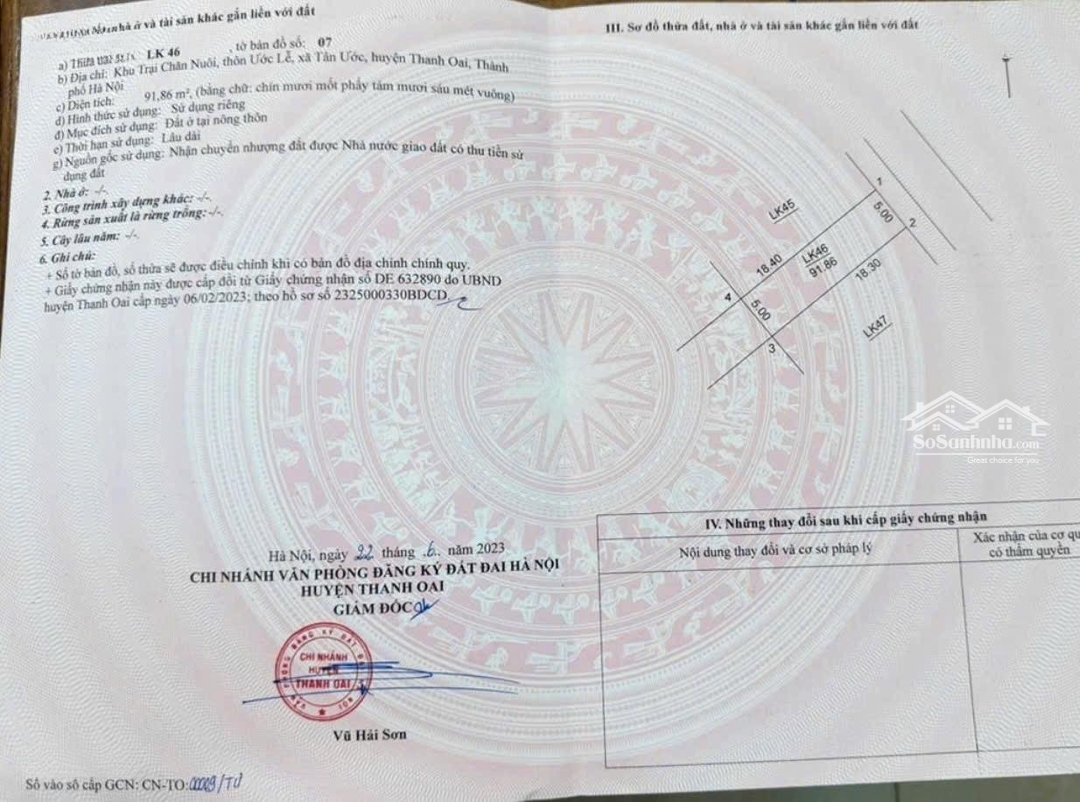 nhà ở và tài sản khác gắn liền với đất
a) Thửa đất số: LK 46 , tờ bản đồ số: 07
b) Địa chỉ: Khu Trại Chăn Nuôi, thôn Ước Lễ, xã Tân Ước, huyện Thanh Oai, Thành
phố Hà Nội
c) Diện tích: 91,86 m², (bằng chữ: chín mươi mốt phẩy tám mươi sáu mét vuông)
d) Hình thức sử dụng: Sử dụng riêng
đ) Mục đích sử dụng: Đất ở tại nông thôn
e) Thời hạn sử dụng: Lâu dài
g) Nguồn gốc sử dụng: Nhận chuyển nhượng đất được Nhà nước giao đất có thu tiền sử
dụng đất
2. Nhà ở: -/-.
3. Công trình xây dựng khác: -/-.
4. Rừng sản xuất là rừng trồng: -/-.
5. Cây lâu năm: -/-.
6. Ghi chú:
+ Số tờ bản đồ, số thửa sẽ được điều chỉnh khi có bản đồ địa chính chính quy.
+ Giấy chứng nhận này được cấp đổi từ Giấy chứng nhận số DE 632890 do UBND
huyện Thanh Oai cấp ngày 06/02/2023; theo hồ sơ số 2325000330BDCD.
Hà Nội, ngày 22 tháng 6 năm 2023
CHI NHÁNH VĂN PHÒNG ĐĂNG KÝ ĐẤT ĐAI HÀ NỘI
HUYỆN THANH OAI
GIÁM ĐỐC
CHI NHÁNH
HUYỆN
THANH OAI
Vũ Hải Sơn
Số vào sổ cấp GCN: CN-TO:00009/TƯ
III. Sơ đồ thửa đất, nhà ở và tài sản khác gắn liền với đất
1
LK45
5.00
2
LK46
91.86
18.40
18.30
4
5.00
LK47
3
SoSanhnha.com
Great choice for you
IV. Những thay đổi sau khi cấp giấy chứng nhận
Nội dung thay đổi và cơ sở pháp lý
Xác nhận của cơ qu
có thẩm quyền